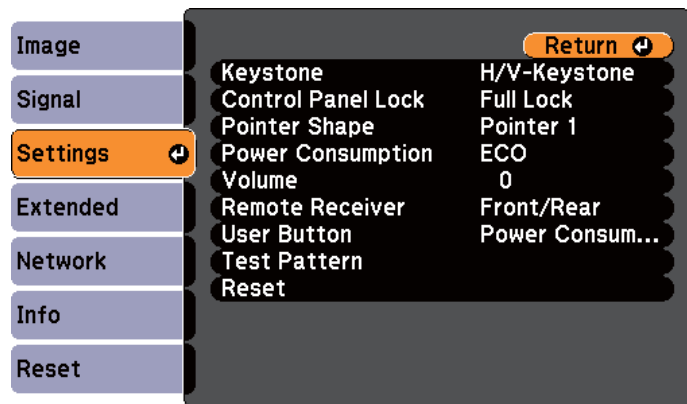 Image
Signal
Settings
Extended
Network
Info
Reset
Return
Keystone H/V-Keystone
Control Panel Lock Full Lock
Pointer Shape Pointer 1
Power Consumption ECO
Volume 0
Remote Receiver Front/Rear
User Button Power Consum...
Test Pattern
Reset